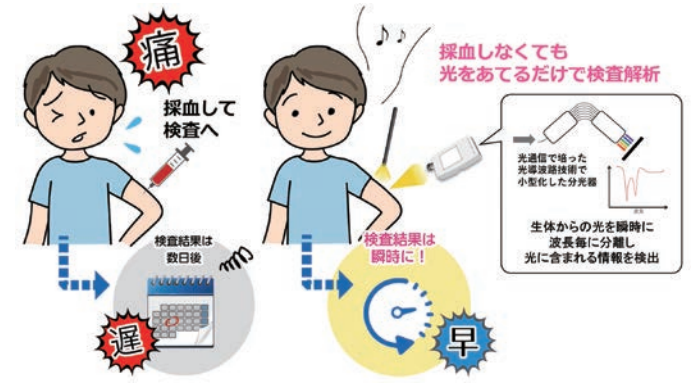 痛
採血して
検査へ
検査結果は
数日後
遅
採血しなくても
光をあてるだけで検査解析
検査結果は
瞬時に!
早
光通信で培った
光導波路技術で
小型化した分光器
生体からの光を瞬時に
波長毎に分離し
光に含まれる情報を検出